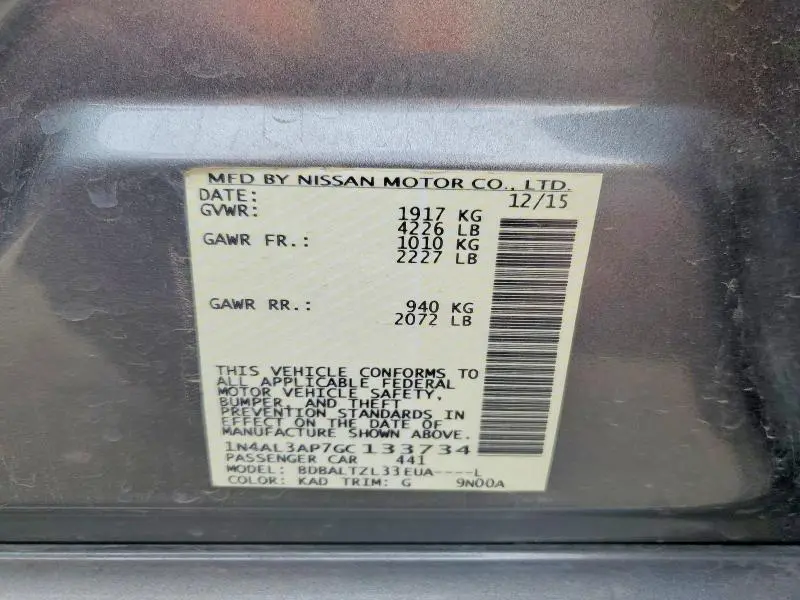 MFD BY NISSAN MOTOR CO., LTD.
DATE: 12/15
GVWR: 1917 KG
4226 LB
GAWR FR.: 1010 KG
2227 LB
GAWR RR.: 940 KG
2072 LB
THIS VEHICLE CONFORMS TO
ALL APPLICABLE FEDERAL
MOTOR VEHICLE SAFETY,
BUMPER, AND THEFT
PREVENTION STANDARDS IN
EFFECT ON THE DATE OF
MANUFACTURE SHOWN ABOVE.
1N4AL3AP7GC133734
PASSENGER CAR 441
MODEL: BDBALTZL33EUA----L
COLOR: KAD TRIM: G 9N00A